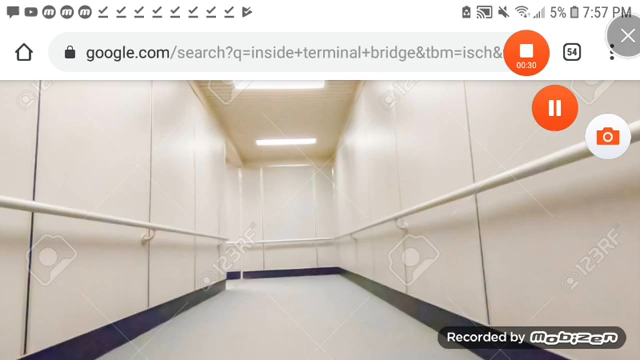 5% 7:57 PM
google.com/search?q=inside+terminal+bridge&tbm=isch&
00:30
54
123RF
123RF
123RF
123RF
Recorded by mobizen